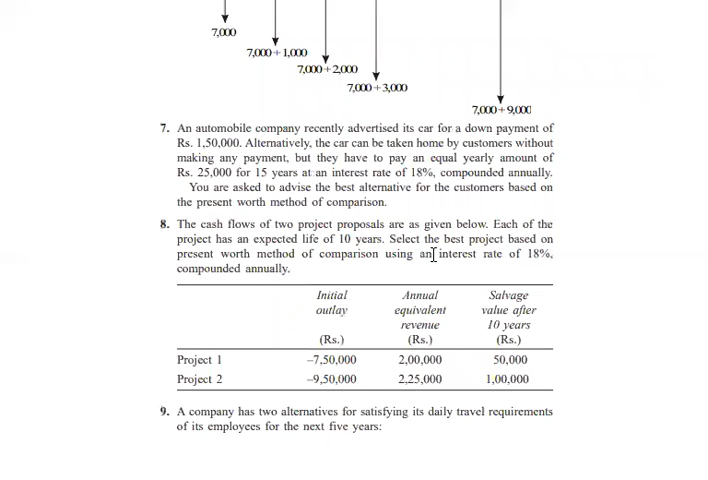 7,000
7,000+1,000
7,000+2,000
7,000+3,000
7,000+9,000
7. An automobile company recently advertised its car for a down payment of
Rs. 1,50,000. Alternatively, the car can be taken home by customers without
making any payment, but they have to pay an equal yearly amount of
Rs. 25,000 for 15 years at an interest rate of 18%, compounded annually.
You are asked to advise the best alternative for the customers based on
the present worth method of comparison.
8. The cash flows of two project proposals are as given below. Each of the
project has an expected life of 10 years. Select the best project based on
present worth method of comparison using an interest rate of 18%,
compounded annually.
Initial Annual Salvage
outlay equivalent value after
revenue 10 years
(Rs.) (Rs.) (Rs.)
Project 1 –7,50,000 2,00,000 50,000
Project 2 –9,50,000 2,25,000 1,00,000
9. A company has two alternatives for satisfying its daily travel requirements
of its employees for the next five years: